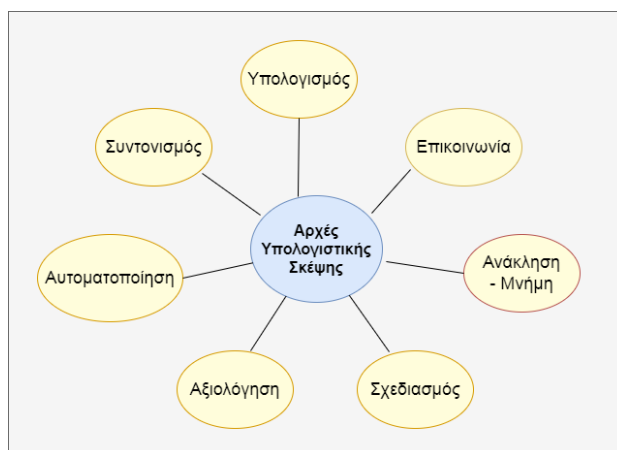 Υπολογισμός
Συντονισμός
Επικοινωνία
Αρχές
Υπολογιστικής
Σκέψης
Αυτοματοποίηση
Ανάκληση
- Μνήμη
Αξιολόγηση
Σχεδιασμός